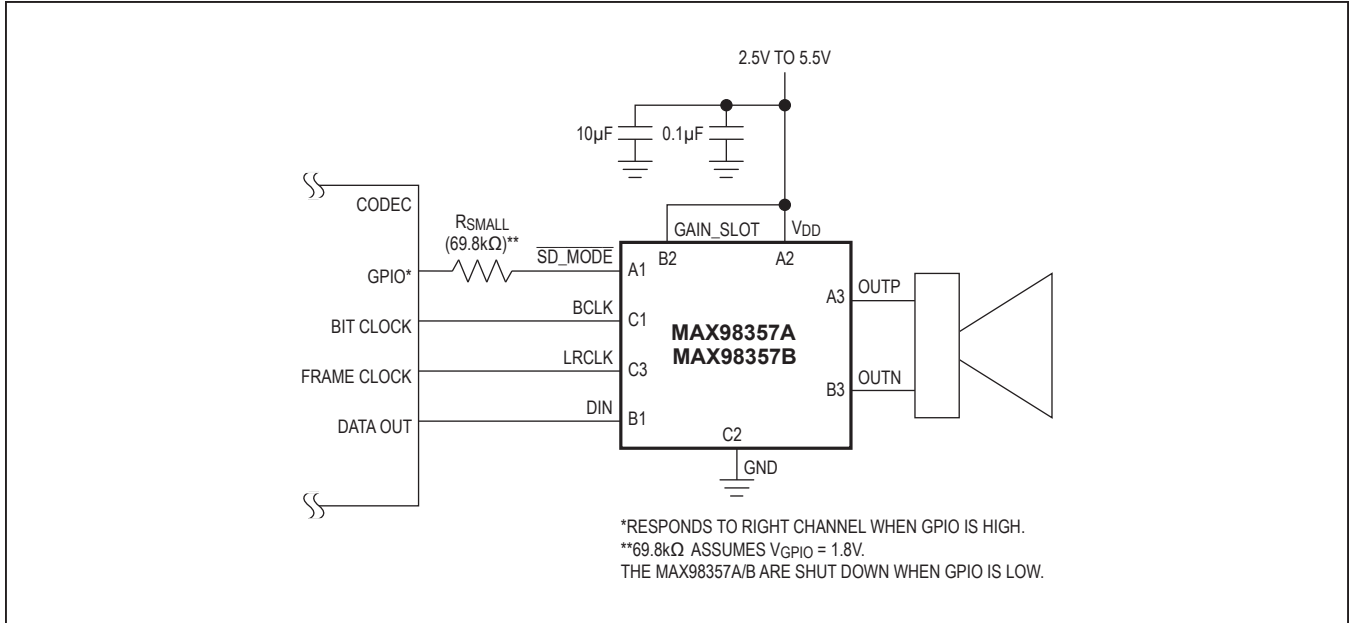 2.5V TO 5.5V
10µF
0.1µF
CODEC
RSMALL
(69.8kΩ)**
SD_MODE
GAIN_SLOT
VDD
B2
A2
GPIO*
A1
A3
OUTP
BIT CLOCK
BCLK
C1
MAX98357A
MAX98357B
FRAME CLOCK
LRCLK
C3
B3
OUTN
DATA OUT
DIN
B1
C2
GND
*RESPONDS TO RIGHT CHANNEL WHEN GPIO IS HIGH.
**69.8kΩ ASSUMES VGPIO = 1.8V.
THE MAX98357A/B ARE SHUT DOWN WHEN GPIO IS LOW.